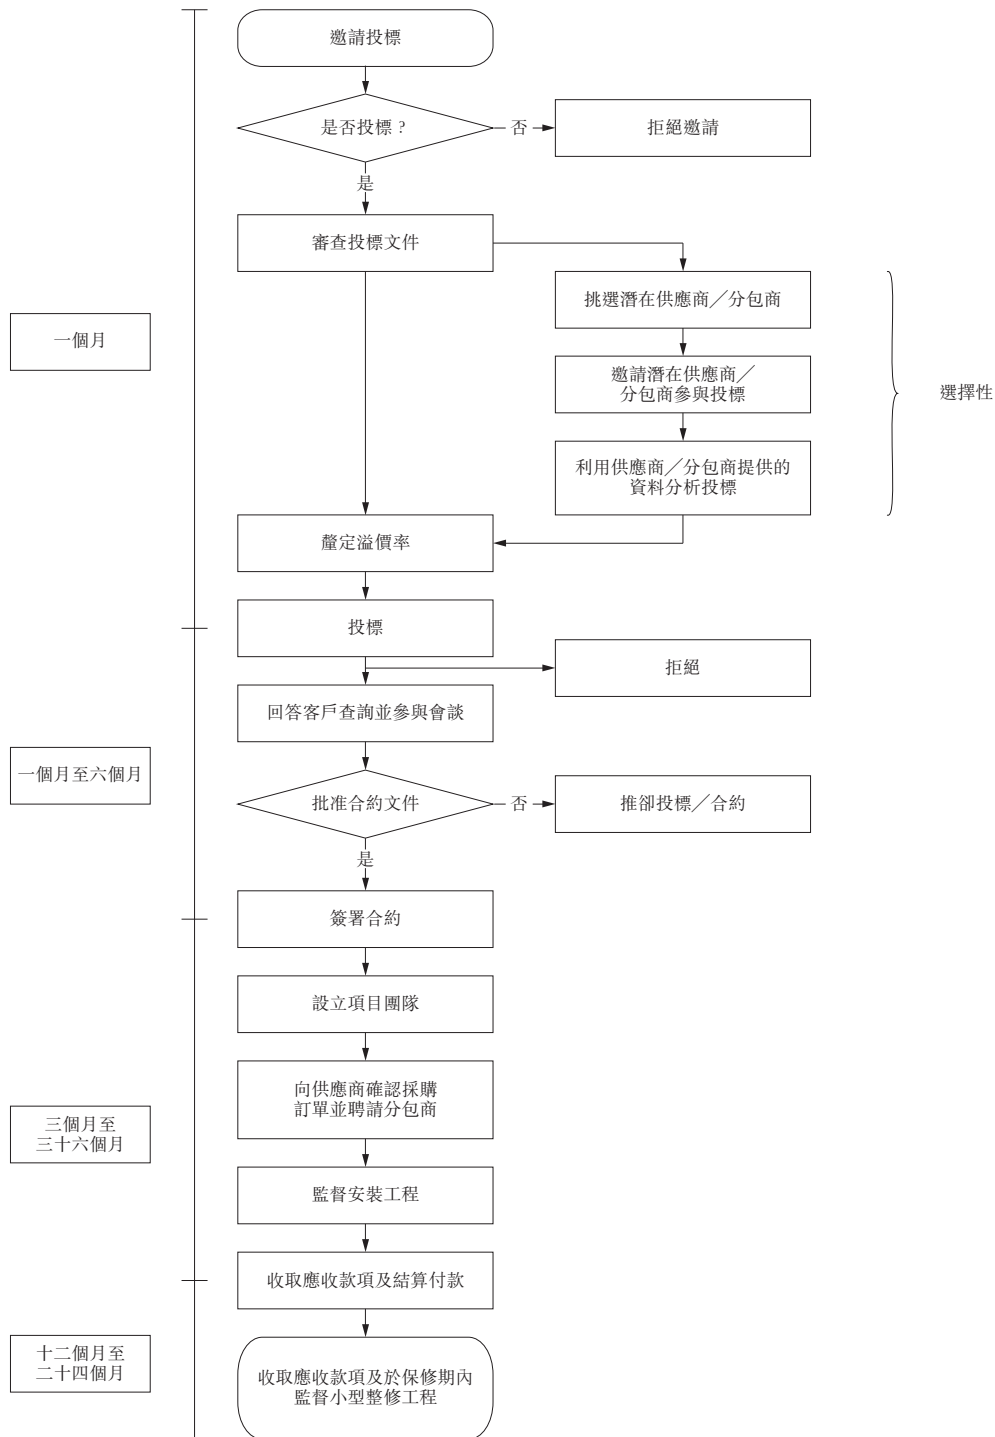 邀請投標
是否投標？
否
拒絕邀請
是
審查投標文件
挑選潛在供應商／分包商
一個月
邀請潛在供應商／
分包商參與投標
選擇性
利用供應商／分包商提供的
資料分析投標
釐定溢價率
投標
拒絕
回答客戶查詢並參與會談
一個月至六個月
批准合約文件
否
推卻投標／合約
是
簽署合約
設立項目團隊
向供應商確認採購
訂單並聘請分包商
三個月至
三十六個月
監督安裝工程
收取應收款項及結算付款
十二個月至
二十四個月
收取應收款項及於保修期內
監督小型整修工程